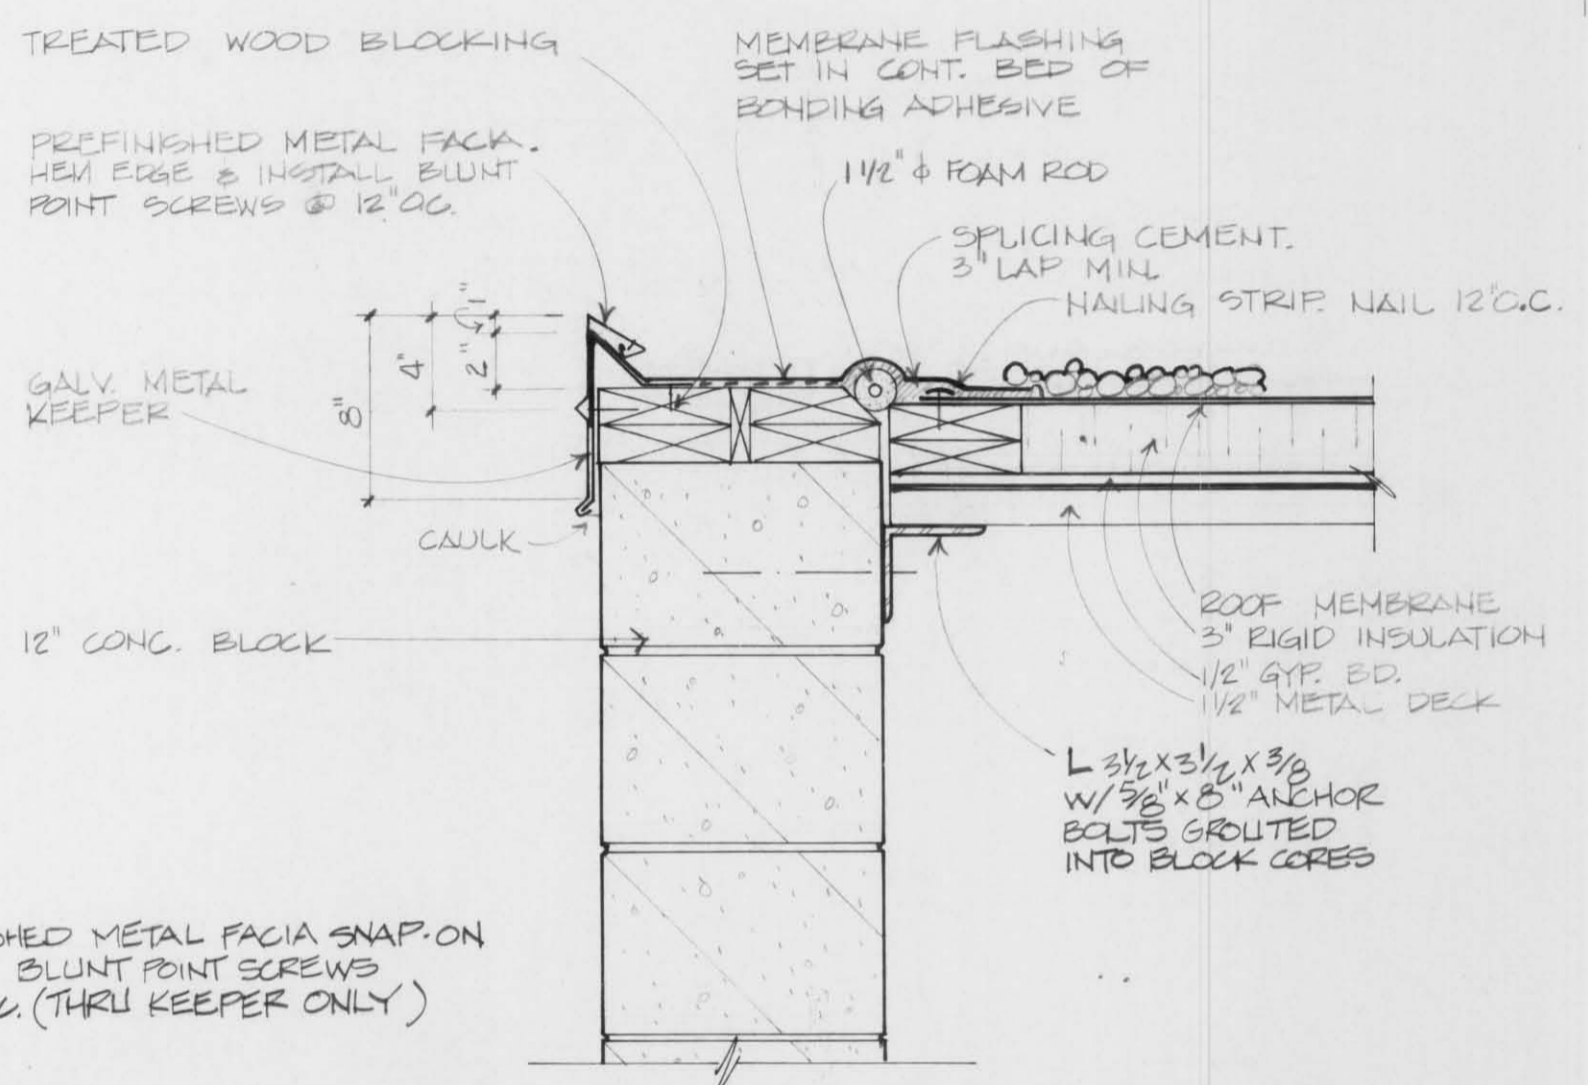 TREATED WOOD BLOCKING
MEMBRANE FLASHING
SET IN CONT. BED OF
BONDING ADHESIVE
PREFINISHED METAL FACIA.
HEM EDGE & INSTALL BLUNT
POINT SCREWS @ 12" O.C.
1 1/2" ϕ FOAM ROD
SPLICING CEMENT.
3" LAP MIN.
NAILING STRIP. NAIL 12" O.C.
1"
2"
4"
8"
GALV. METAL
KEEPER
CAULK
12" CONC. BLOCK
ROOF MEMBRANE
3" RIGID INSULATION
1/2" GYP. BD.
1 1/2" METAL DECK
L 3 1/2 X 3 1/2 X 3/8
W/ 5/8" X 8" ANCHOR
BOLTS GROUTED
INTO BLOCK CORES
SHED METAL FACIA SNAP-ON
BLUNT POINT SCREWS
C. (THRU KEEPER ONLY)